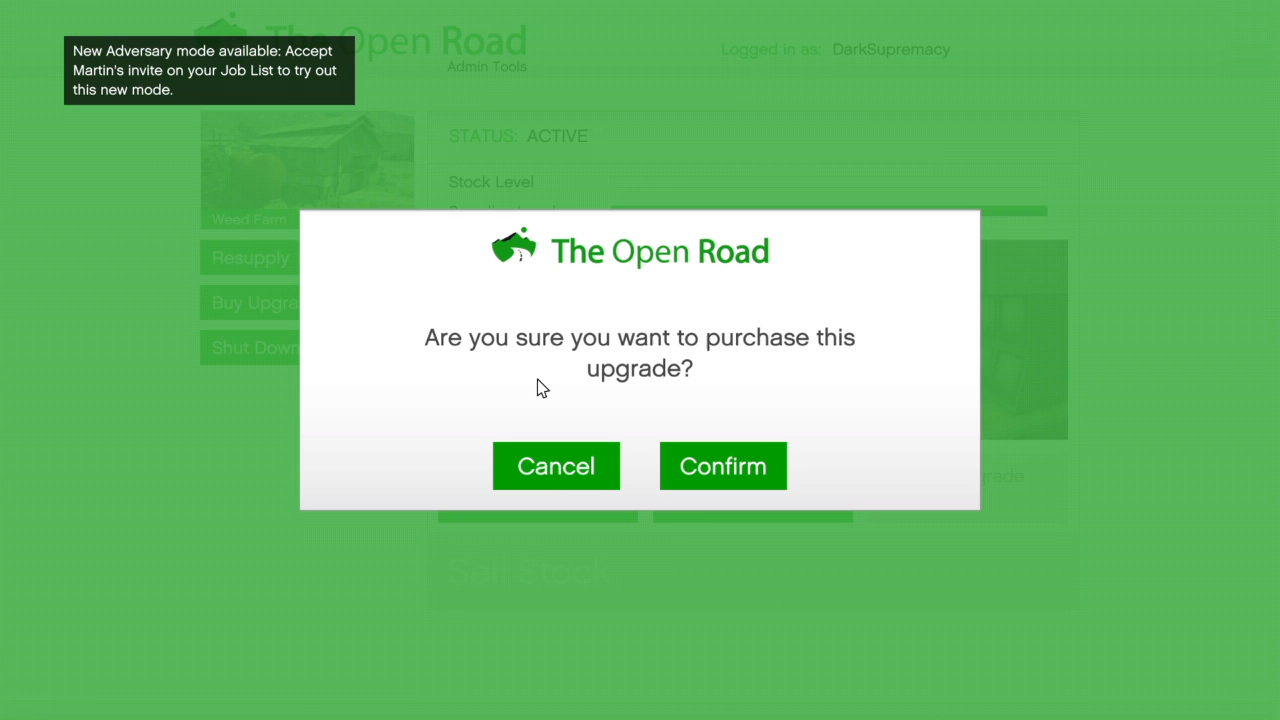 New Adversary mode available: Accept
Martin's invite on your Job List to try out
this new mode.
The Open Road
Admin Tools
Logged in as: DarkSupremacy
STATUS: ACTIVE
Stock Level
Weed Farm
Resupply
Buy Upgra
Shut Down
The Open Road
Are you sure you want to purchase this
upgrade?
Cancel
Confirm
Sell Stock